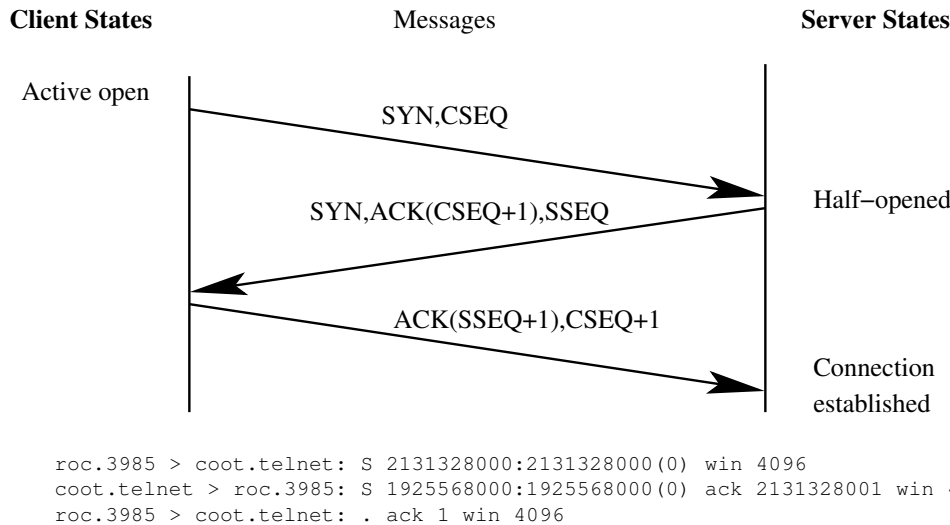 Client States Messages Server States
Active open
SYN,CSEQ
Half−opened
SYN,ACK(CSEQ+1),SSEQ
ACK(SSEQ+1),CSEQ+1
Connection
established
roc.3985 > coot.telnet: S 2131328000:2131328000(0) win 4096
coot.telnet > roc.3985: S 1925568000:1925568000(0) ack 2131328001 win
roc.3985 > coot.telnet: . ack 1 win 4096